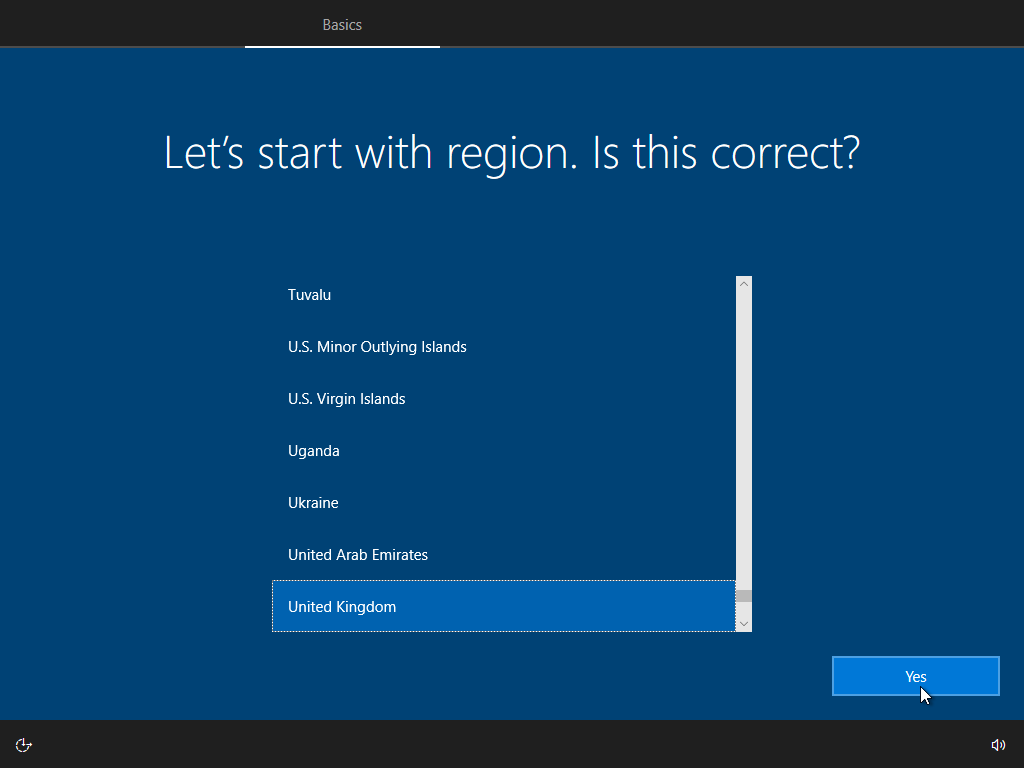 Basics
Let's start with region. Is this correct?
Tuvalu
U.S. Minor Outlying Islands
U.S. Virgin Islands
Uganda
Ukraine
United Arab Emirates
United Kingdom
Yes